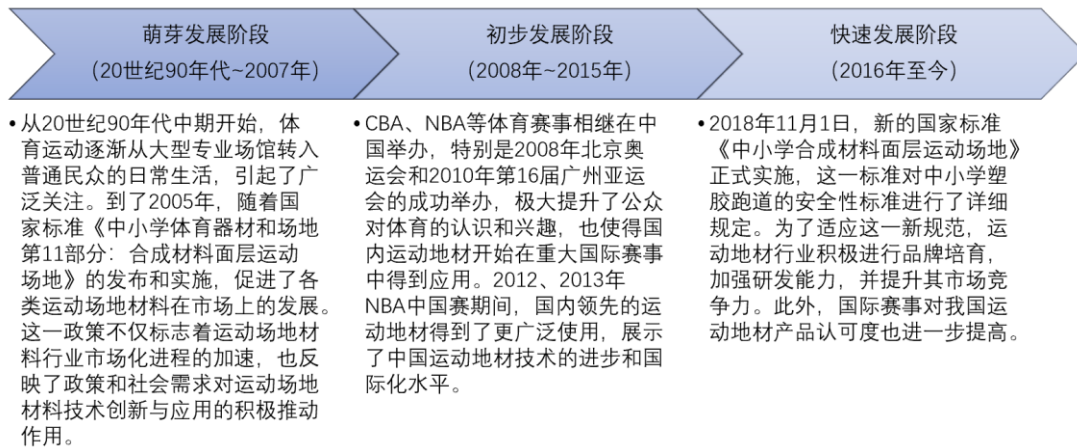 萌芽发展阶段
（20世纪90年代~2007年）
初步发展阶段
（2008年~2015年）
快速发展阶段
（2016年至今）
•从20世纪90年代中期开始，体
育运动逐渐从大型专业场馆转入
普通民众的日常生活，引起了广
泛关注。到了2005年，随着国
家标准《中小学体育器材和场地
第11部分：合成材料面层运动
场地》的发布和实施，促进了各
类运动场地材料在市场上的发展。
这一政策不仅标志着运动场地材
料行业市场化进程的加速，也反
映了政策和社会需求对运动场地
材料技术创新与应用的积极推动
作用。
•CBA、NBA等体育赛事相继在中
国举办，特别是2008年北京奥
运会和2010年第16届广州亚运
会的成功举办，极大提升了公众
对体育的认识和兴趣，也使得国
内运动地材开始在重大国际赛事
中得到应用。2012、2013年
NBA中国赛期间，国内领先的运
动地材得到了更广泛使用，展示
了中国运动地材技术的进步和国
际化水平。
•2018年11月1日，新的国家标准
《中小学合成材料面层运动场地》
正式实施，这一标准对中小学塑
胶跑道的安全性标准进行了详细
规定。为了适应这一新规范，运
动地材行业积极进行品牌培育，
加强研发能力，并提升其市场竞
争力。此外，国际赛事对我国运
动地材产品认可度也进一步提高。